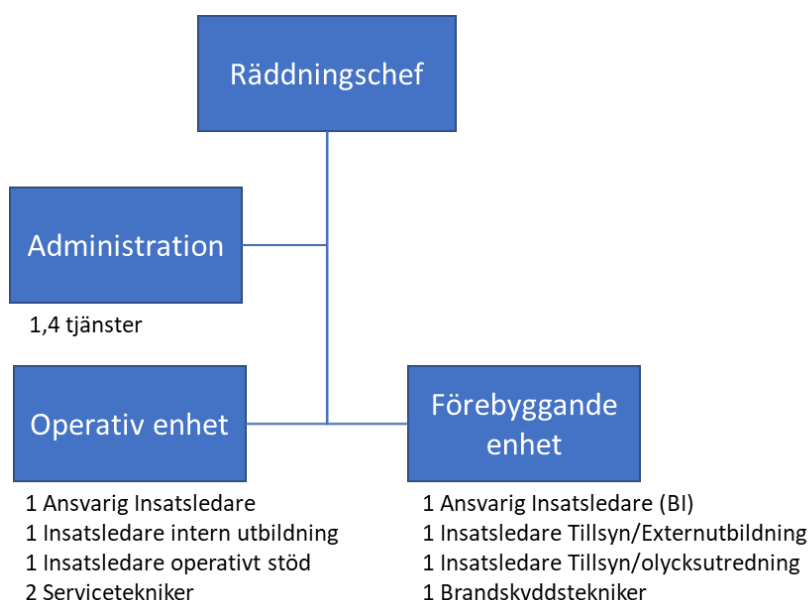 Räddningschef
Administration
1,4 tjänster
Operativ enhet
1 Ansvarig Insatsledare
1 Insatsledare intern utbildning
1 Insatsledare operativt stöd
2 Servicetekniker
Förebyggande
enhet
1 Ansvarig Insatsledare (BI)
1 Insatsledare Tillsyn/Externutbildning
1 Insatsledare Tillsyn/olycksutredning
1 Brandskyddstekniker